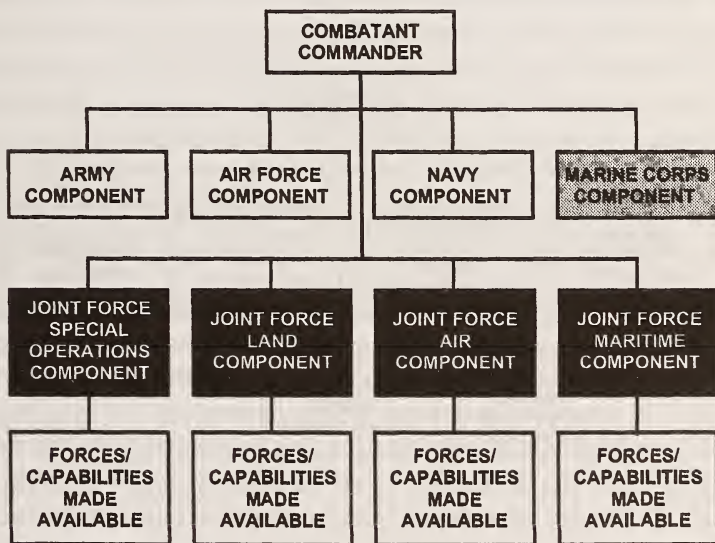 COMBATANT
COMMANDER
ARMY
COMPONENT
AIR FORCE
COMPONENT
NAVY
COMPONENT
MARINE CORPS
COMPONENT
JOINT FORCE
SPECIAL
OPERATIONS
COMPONENT
JOINT FORCE
LAND
COMPONENT
JOINT FORCE
AIR
COMPONENT
JOINT FORCE
MARITIME
COMPONENT
FORCES/
CAPABILITIES
MADE
AVAILABLE
FORCES/
CAPABILITIES
MADE
AVAILABLE
FORCES/
CAPABILITIES
MADE
AVAILABLE
FORCES/
CAPABILITIES
MADE
AVAILABLE